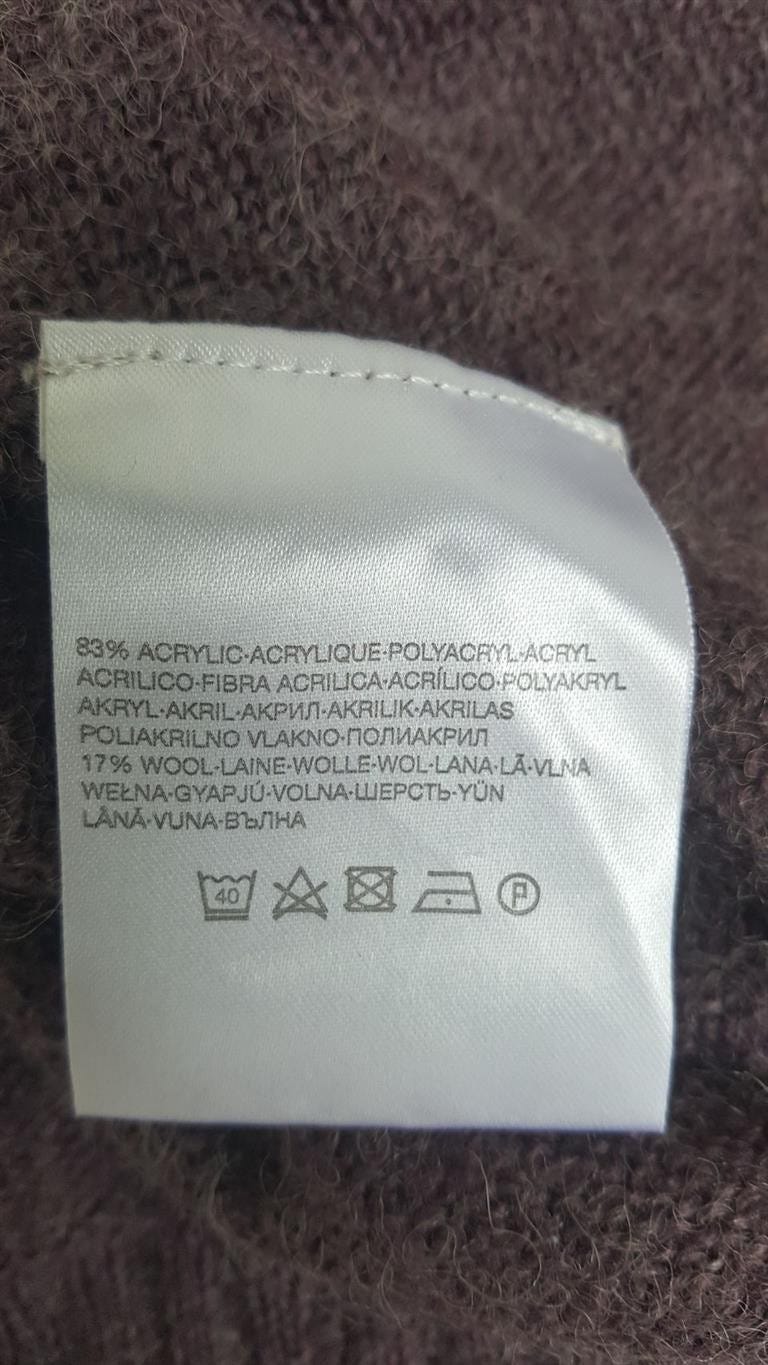 83% ACRYLIC·ACRYLIQUE·POLYACRYL·ACRYL
ACRILICO·FIBRA ACRILICA·ACRÍLICO·POLYAKRYL
AKRYL·AKRIL·АКРИЛ·AKRILIK·AKRILAS
POLIAKRILNO VLAKNO·ПОЛИАКРИЛ
17% WOOL·LAINE·WOLLE·WOL·LANA·LÃ·VLNA
WEŁNA·GYAPJÚ·VOLNA·ШЕРСТЬ·YÜN
LÂNĂ·VUNA·ВЪЛНА
40 P